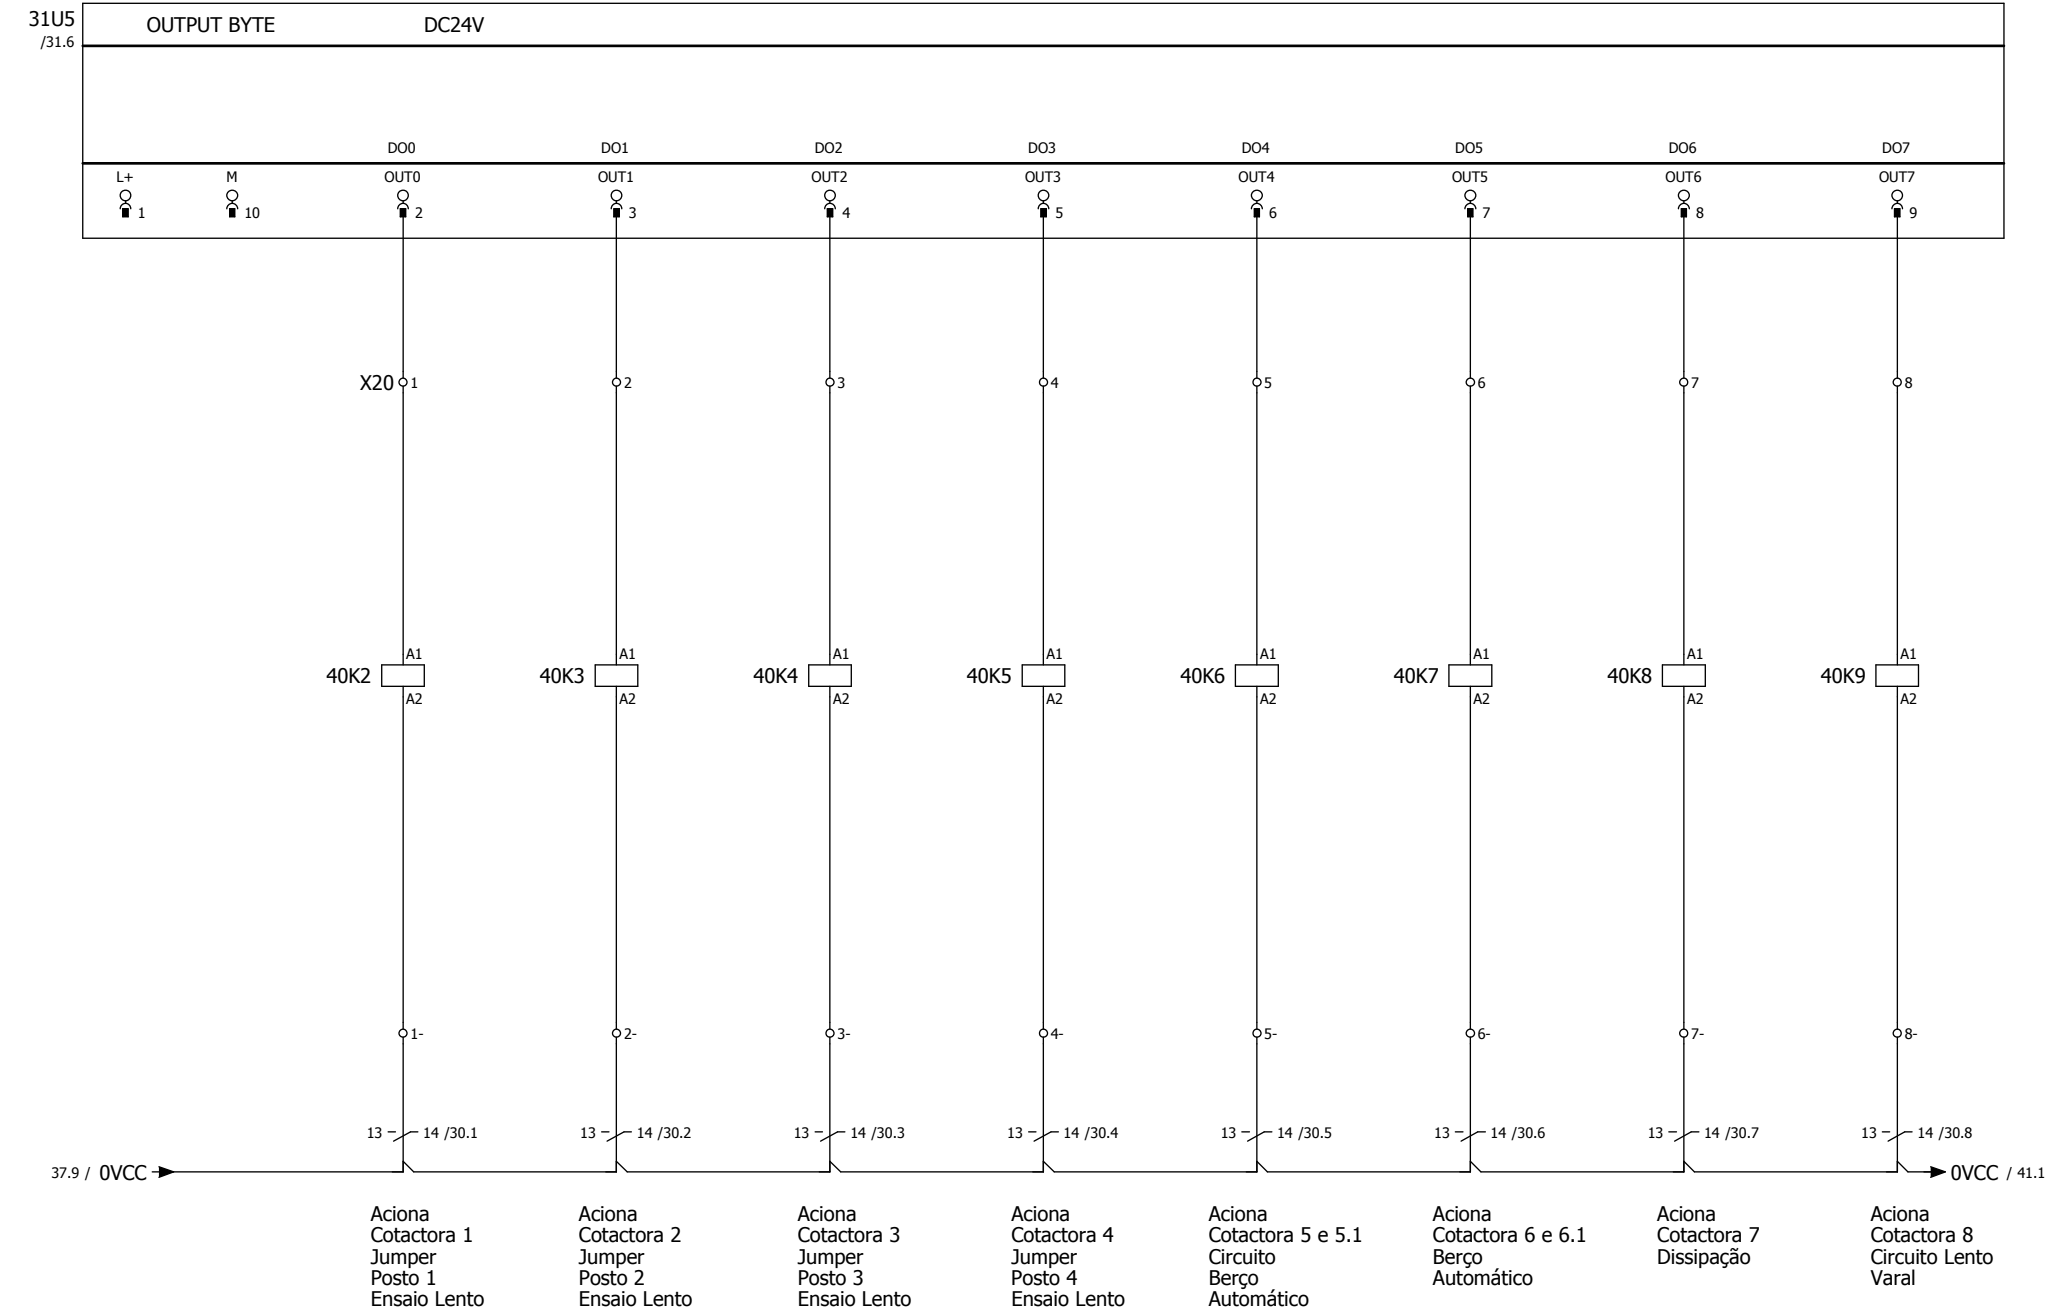 31U5 OUTPUT BYTE DC24V
/31.6
DO0 DO1 DO2 DO3 DO4 DO5 DO6 DO7
L+ M OUT0 OUT1 OUT2 OUT3 OUT4 OUT5 OUT6 OUT7
1 10 2 3 4 5 6 7 8 9
X20 1 2 3 4 5 6 7 8
A1 A1 A1 A1 A1 A1 A1 A1
40K2 40K3 40K4 40K5 40K6 40K7 40K8 40K9
A2 A2 A2 A2 A2 A2 A2 A2
1- 2- 3- 4- 5- 6- 7- 8-
13 14 /30.1 13 14 /30.2 13 14 /30.3 13 14 /30.4 13 14 /30.5 13 14 /30.6 13 14 /30.7 13 14 /30.8
37.9 / 0VCC 0VCC / 41.1
Aciona
Cotactora 1
Jumper
Posto 1
Ensaio Lento
Aciona
Cotactora 2
Jumper
Posto 2
Ensaio Lento
Aciona
Cotactora 3
Jumper
Posto 3
Ensaio Lento
Aciona
Cotactora 4
Jumper
Posto 4
Ensaio Lento
Aciona
Cotactora 5 e 5.1
Circuito
Berço
Automático
Aciona
Cotactora 6 e 6.1
Berço
Automático
Aciona
Cotactora 7
Dissipação
Aciona
Cotactora 8
Circuito Lento
Varal